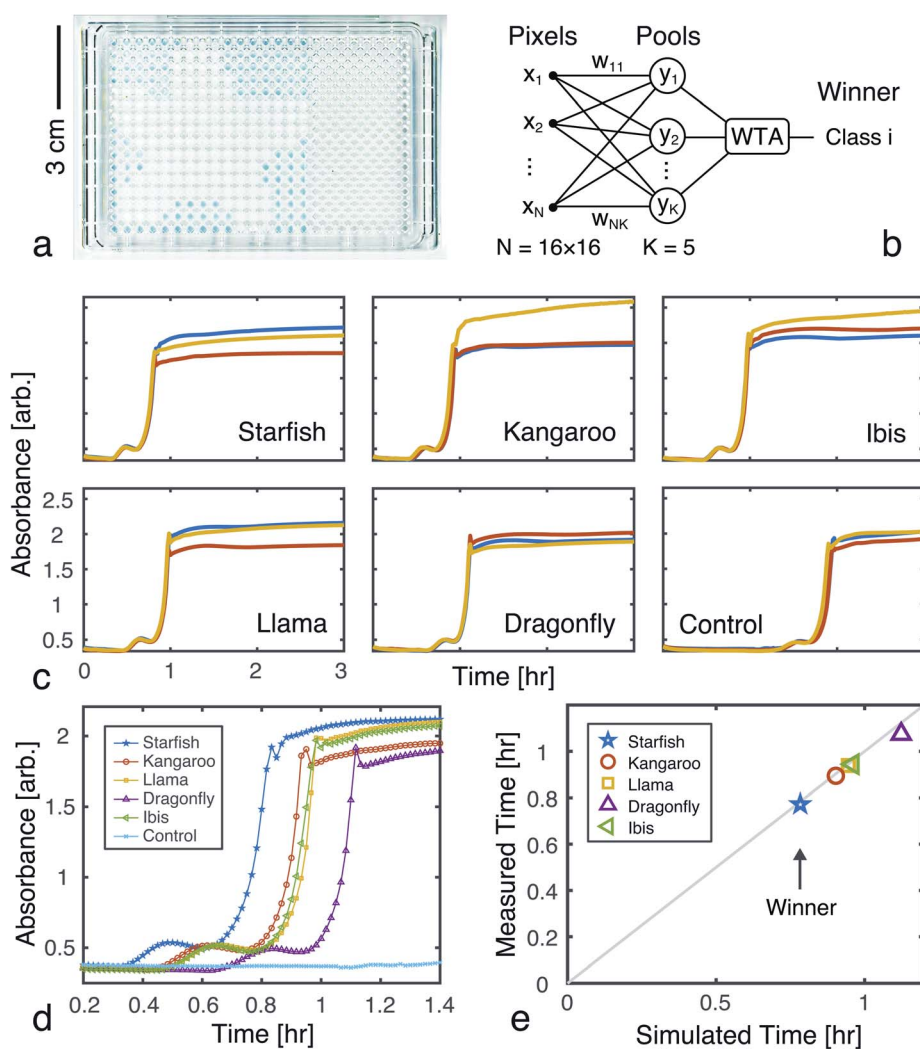 3 cm
a
Pixels
Pools
x1
x2
⋮
xN
w11
wNK
y1
y2
⋮
yK
WTA
Winner
Class i
N = 16×16
K = 5
b
Absorbance [arb.]
Starfish
Kangaroo
Ibis
2.5
2
1.5
1
0.5
Llama
Dragonfly
Control
0
1
2
3
Time [hr]
c
Absorbance [arb.]
2
1.5
1
0.5
Starfish
Kangaroo
Llama
Dragonfly
Ibis
Control
0.2
0.4
0.6
0.8
1
1.2
1.4
Time [hr]
d
Measured Time [hr]
1
0.8
0.6
0.4
0.2
0
Starfish
Kangaroo
Llama
Dragonfly
Ibis
Winner
0
0.5
1
Simulated Time [hr]
e